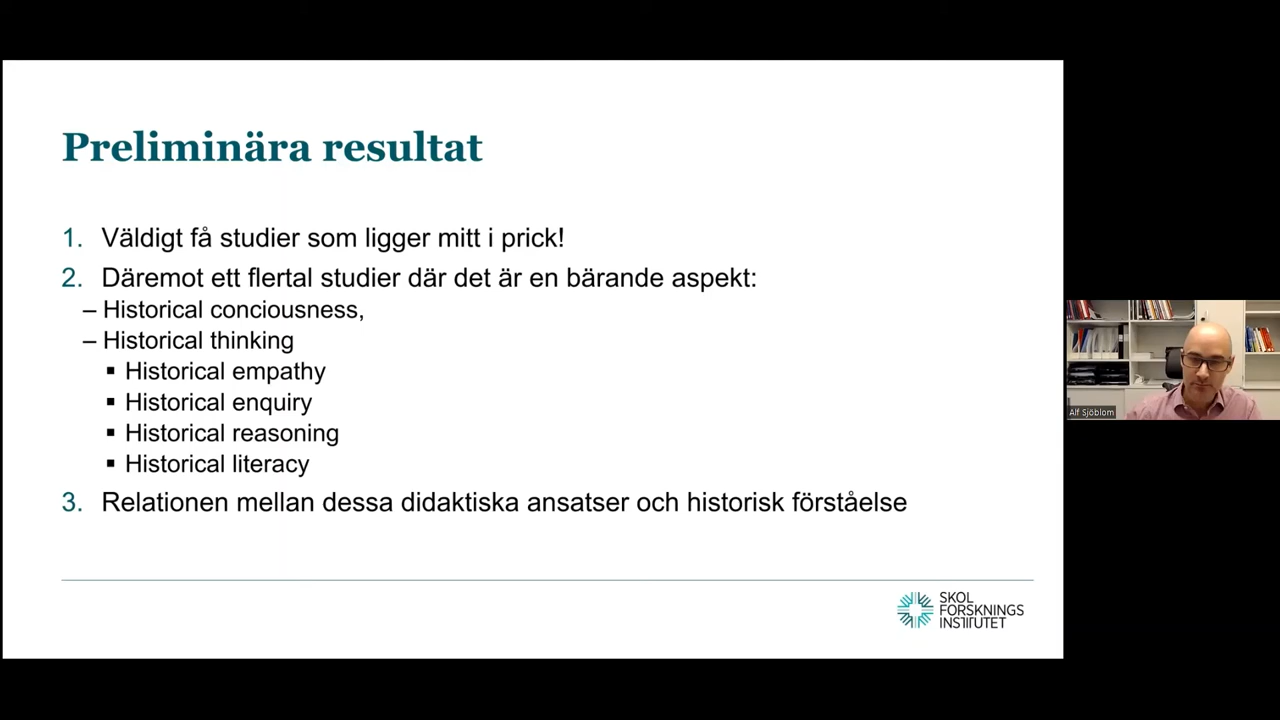 Preliminära resultat
1. Väldigt få studier som ligger mitt i prick!
2. Däremot ett flertal studier där det är en bärande aspekt:
– Historical conciousness,
– Historical thinking
▪ Historical empathy
▪ Historical enquiry
▪ Historical reasoning
▪ Historical literacy
3. Relationen mellan dessa didaktiska ansatser och historisk förståelse
SKOL
FORSKNINGS
INSTITUTET
Alf Sjöblom